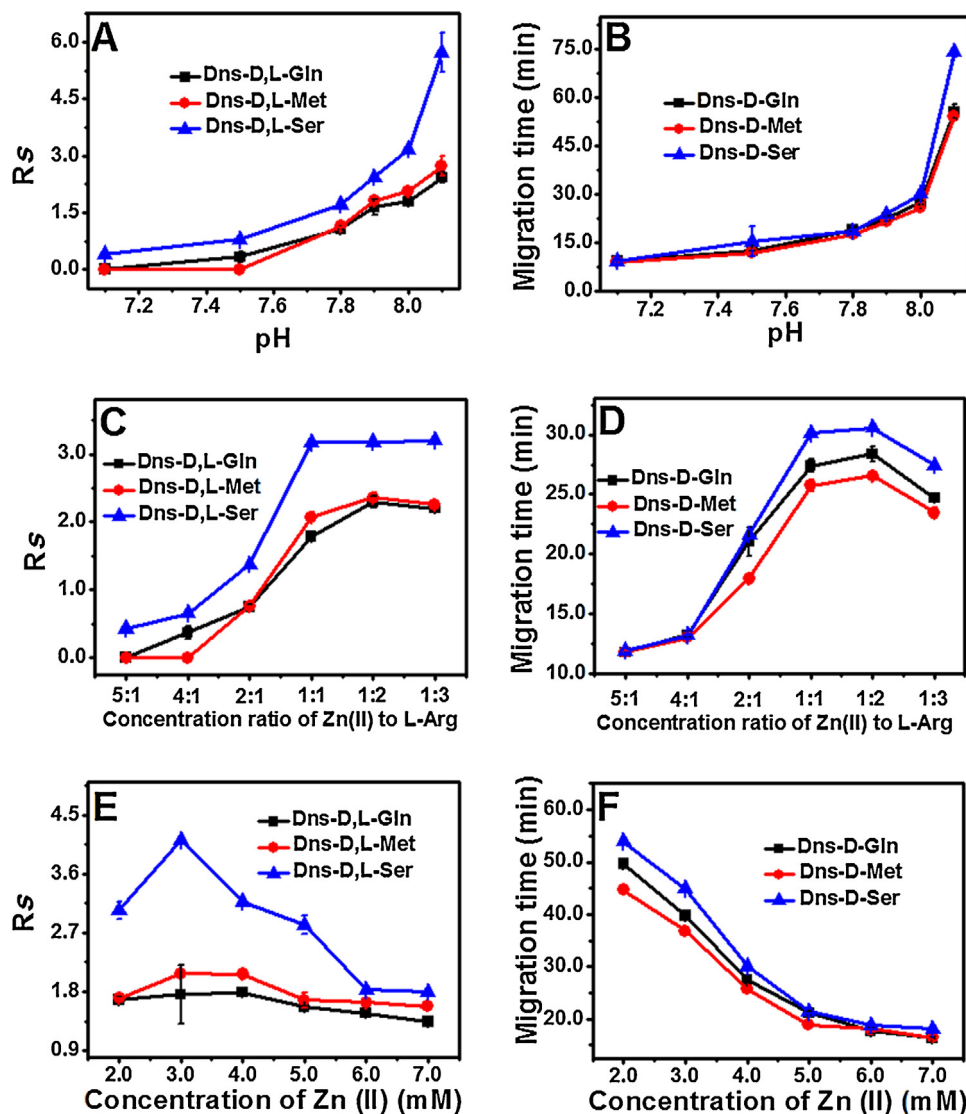 A
6.0
4.5
3.0
1.5
0.0
Rs
Dns-D,L-Gln
Dns-D,L-Met
Dns-D,L-Ser
7.2
7.4
7.6
7.8
8.0
pH
B
75.0
60.0
45.0
30.0
15.0
0.0
Migration time (min)
Dns-D-Gln
Dns-D-Met
Dns-D-Ser
7.2
7.4
7.6
7.8
8.0
pH
C
3.0
2.0
1.0
0.0
Rs
Dns-D,L-Gln
Dns-D,L-Met
Dns-D,L-Ser
5:1
4:1
2:1
1:1
1:2
1:3
Concentration ratio of Zn(II) to L-Arg
D
30.0
25.0
20.0
15.0
10.0
Migration time (min)
Dns-D-Gln
Dns-D-Met
Dns-D-Ser
5:1
4:1
2:1
1:1
1:2
1:3
Concentration ratio of Zn(II) to L-Arg
E
4.5
3.6
2.7
1.8
0.9
Rs
Dns-D,L-Gln
Dns-D,L-Met
Dns-D,L-Ser
2.0
3.0
4.0
5.0
6.0
7.0
Concentration of Zn (II) (mM)
F
60.0
50.0
40.0
30.0
20.0
Migration time (min)
Dns-D-Gln
Dns-D-Met
Dns-D-Ser
2.0
3.0
4.0
5.0
6.0
7.0
Concentration of Zn (II) (mM)